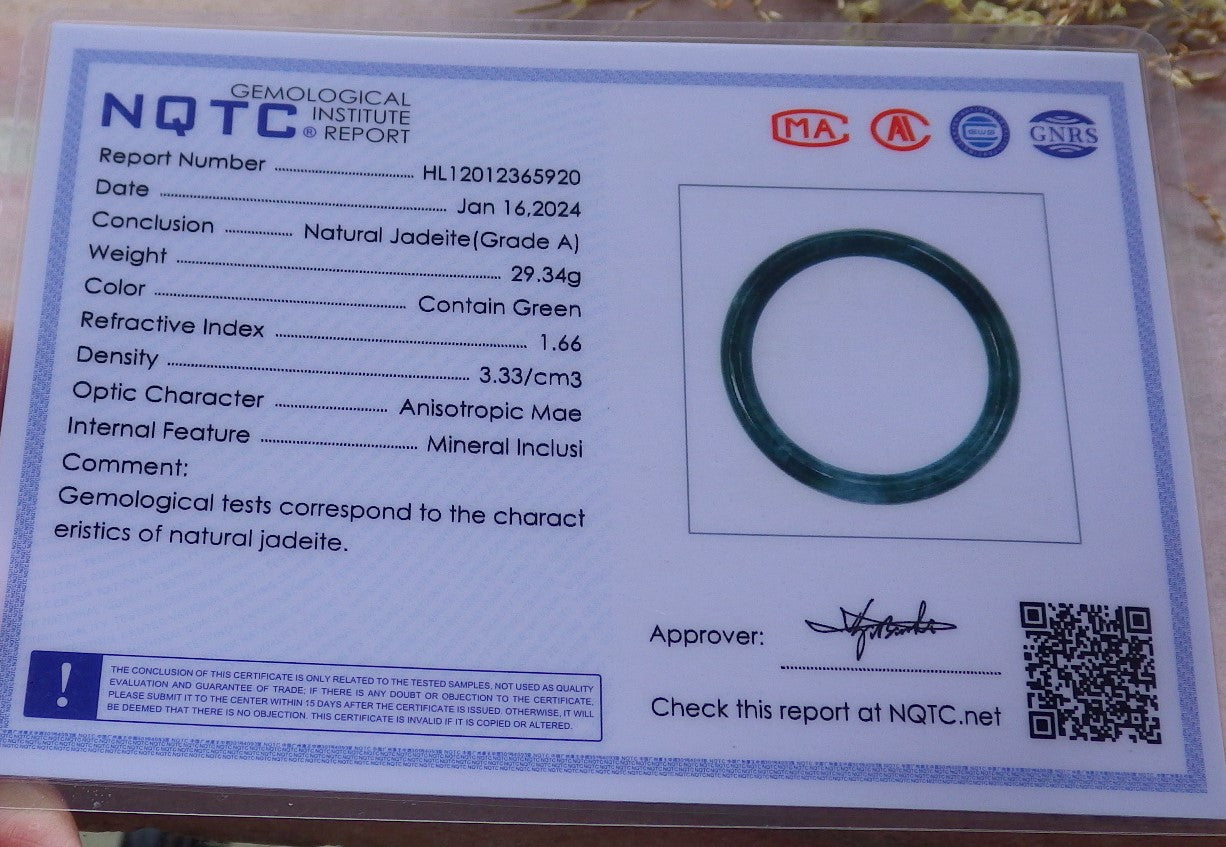 NQTC® GEMOLOGICAL INSTITUTE REPORT
Report Number HL12012365920
Date Jan 16,2024
Conclusion Natural Jadeite(Grade A)
Weight 29.34g
Color Contain Green
Refractive Index 1.66
Density 3.33/cm3
Optic Character Anisotropic Mae
Internal Feature Mineral Inclusi
Comment:
Gemological tests correspond to the charact
eristics of natural jadeite.
! THE CONCLUSION OF THIS CERTIFICATE IS ONLY RELATED TO THE TESTED SAMPLES, NOT USED AS QUALITY
EVALUATION AND GUARANTEE OF TRADE; IF THERE IS ANY DOUBT OR OBJECTION TO THE CERTIFICATE,
PLEASE SUBMIT IT TO THE CENTER WITHIN 15 DAYS AFTER THE CERTIFICATE IS ISSUED. OTHERWISE, IT WILL
BE DEEMED THAT THERE IS NO OBJECTION. THIS CERTIFICATE IS INVALID IF IT IS COPIED OR ALTERED.
MA AL GNRS
Approver:
Check this report at NQTC.net